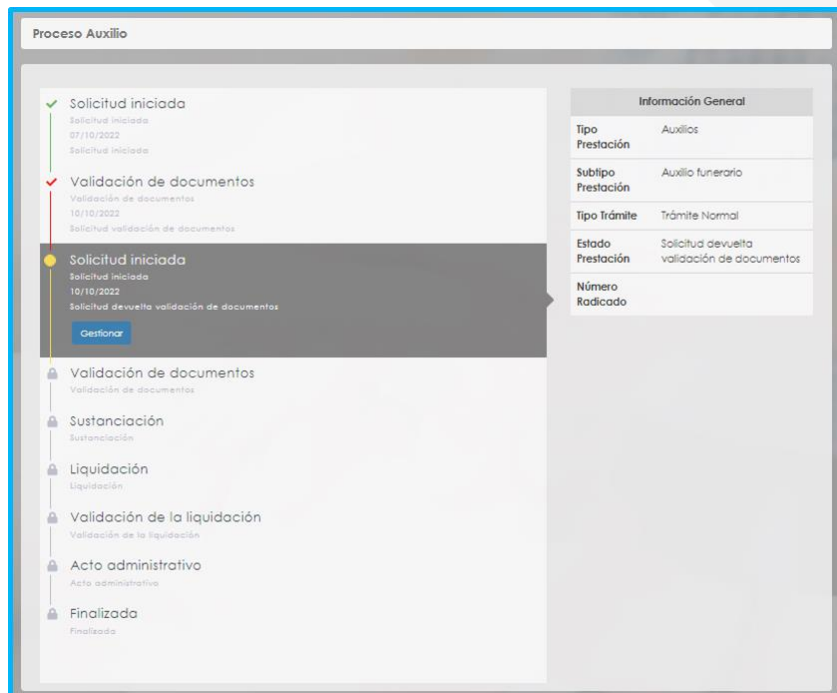 Proceso Auxilio
Solicitud iniciada
Solicitud iniciada
07/10/2022
Solicitud iniciada
Validación de documentos
Validación de documentos
10/10/2022
Solicitud validación de documentos
Solicitud iniciada
Solicitud iniciada
10/10/2022
Solicitud devuelta validación de documentos
Gestionar
Validación de documentos
Validación de documentos
Sustanciación
Sustanciación
Liquidación
Liquidación
Validación de la liquidación
Validación de la liquidación
Acto administrativo
Acto administrativo
Finalizada
Finalizada
Información General
Tipo Auxilios
Prestación
Subtipo Auxilio funerario
Prestación
Tipo Trámite Trámite Normal
Estado Solicitud devuelta
Prestación validación de documentos
Número
Radicado